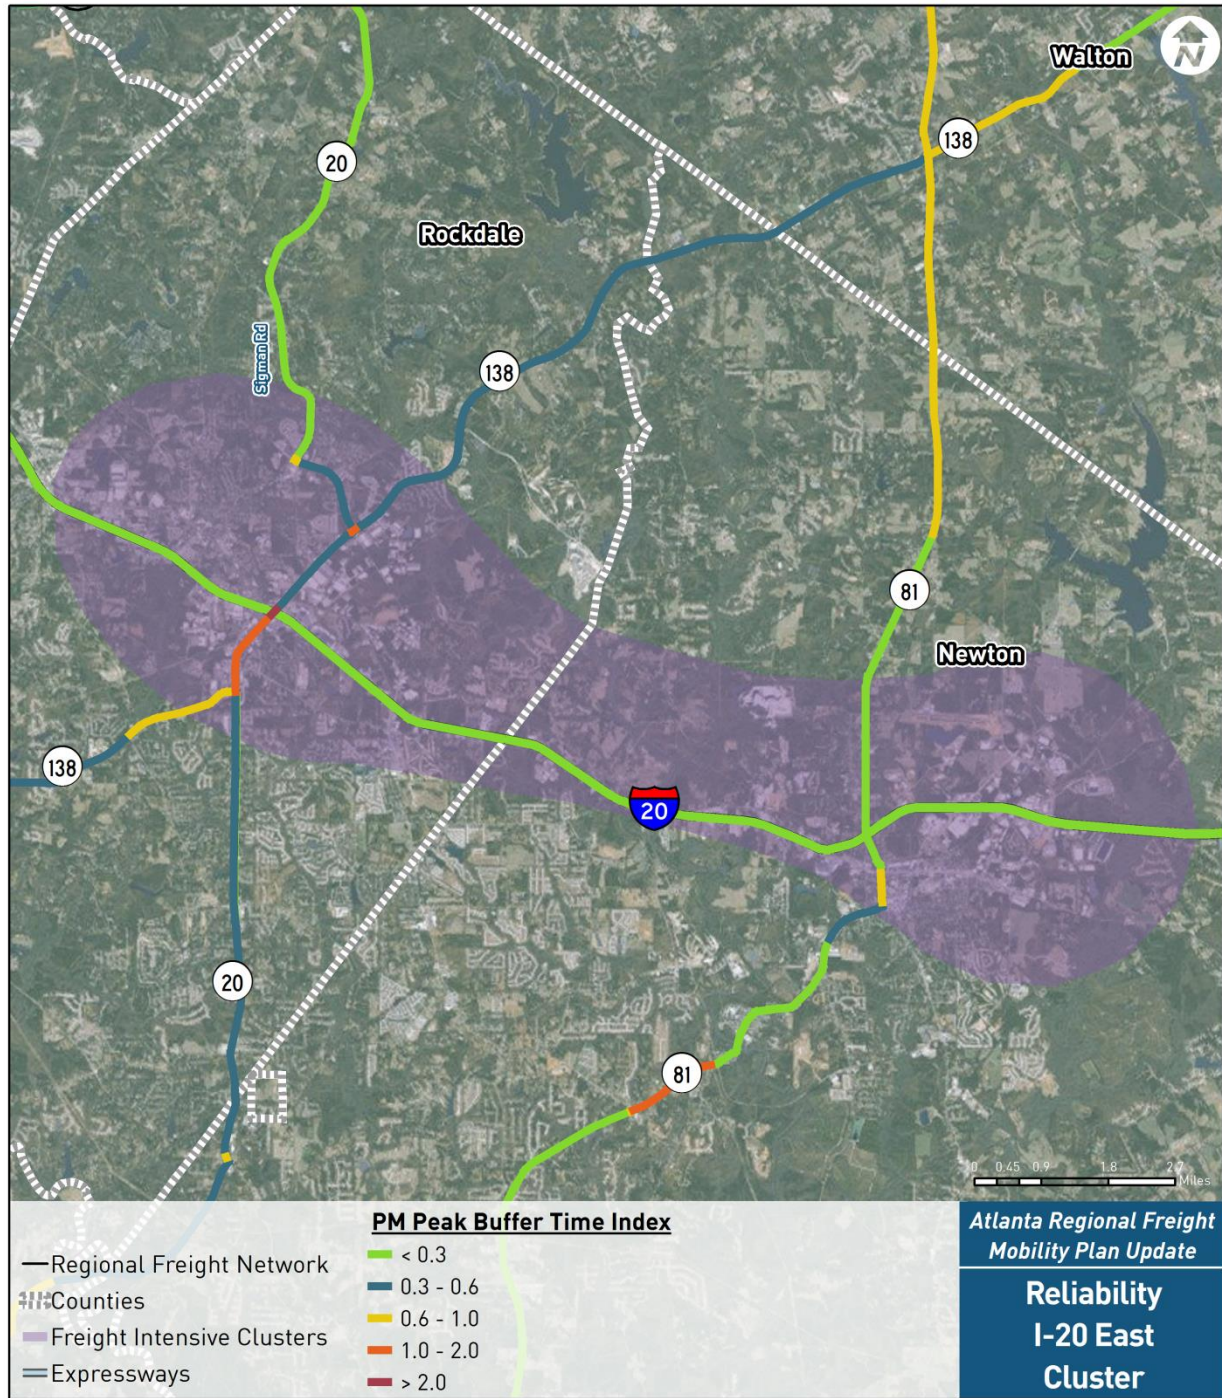 Walton
N
138
20
Rockdale
Sigman Rd
138
81
Newton
138
20
20
81
0 0.45 0.9 1.8 2.7
Miles
PM Peak Buffer Time Index
< 0.3
0.3 - 0.6
0.6 - 1.0
1.0 - 2.0
> 2.0
Regional Freight Network
Counties
Freight Intensive Clusters
Expressways
Atlanta Regional Freight
Mobility Plan Update
Reliability
I-20 East
Cluster